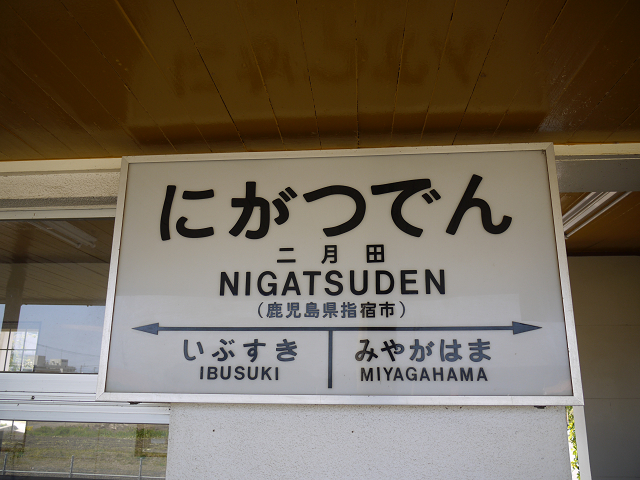 にがつでん
二月田
NIGATSUDEN
(鹿児島県指宿市)
いぶすき みやがはま
IBUSUKI MIYAGAHAMA